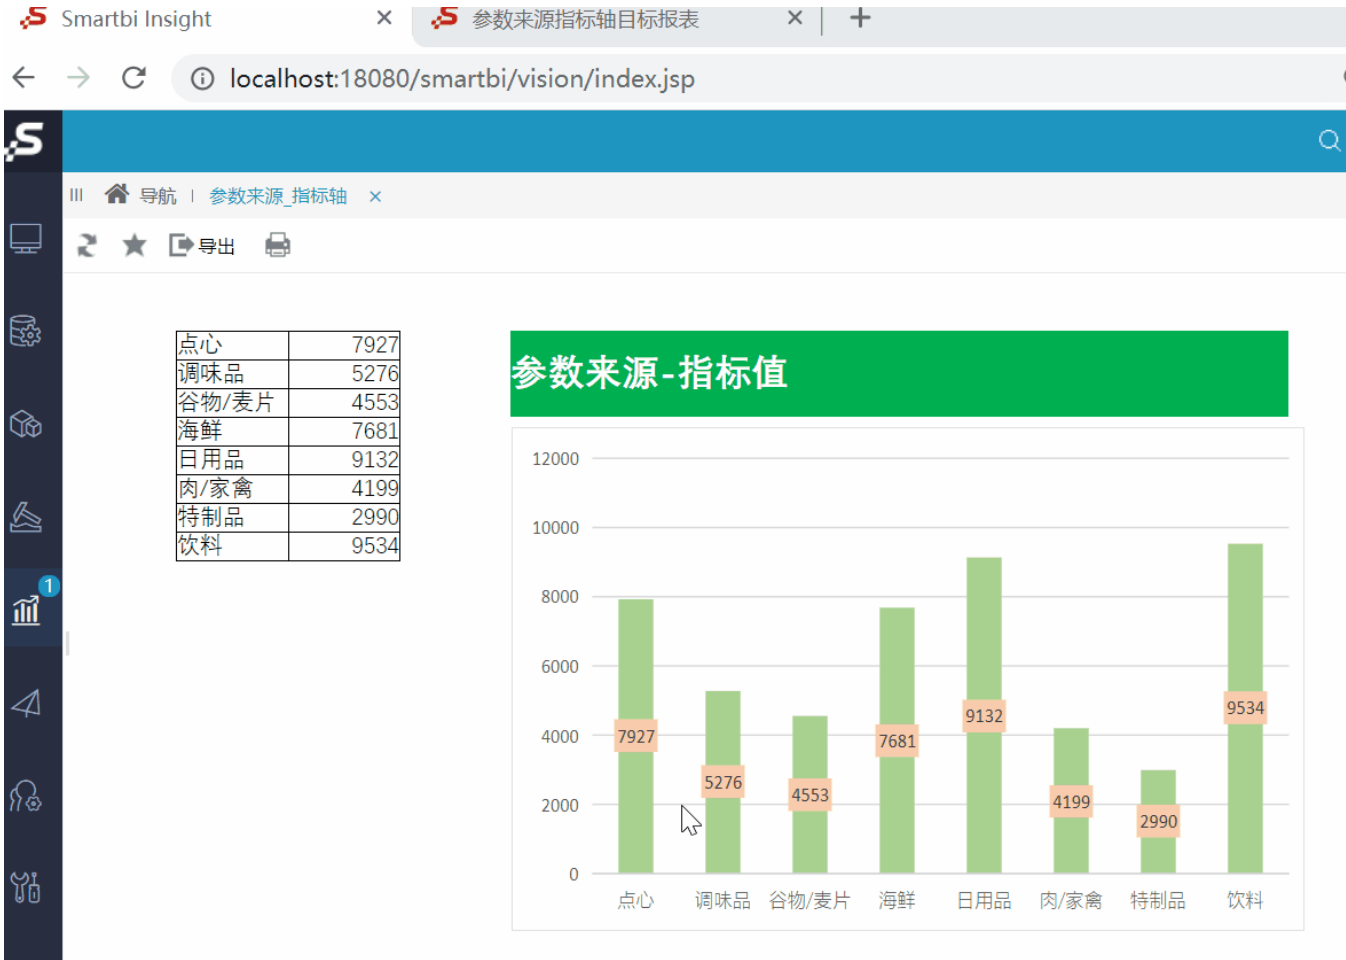 Smartbi Insight
参数来源指标轴目标报表
localhost:18080/smartbi/vision/index.jsp
导航
参数来源_指标轴
导出
点心 7927
调味品 5276
谷物/麦片 4553
海鲜 7681
日用品 9132
肉/家禽 4199
特制品 2990
饮料 9534
1
参数来源-指标值
12000
10000
8000
6000
4000
2000
0
7927
5276
4553
7681
9132
4199
2990
9534
点心 调味品 谷物/麦片 海鲜 日用品 肉/家禽 特制品 饮料